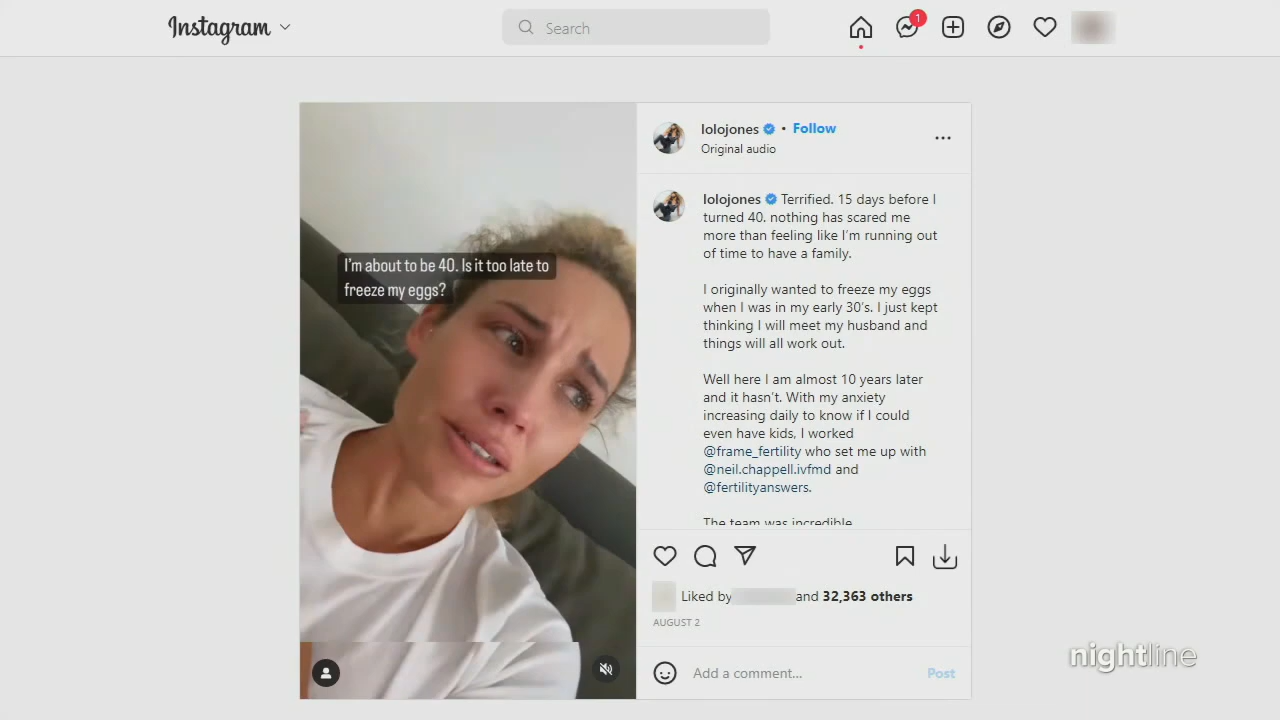 Instagram
Search
1
lolojones • Follow
Original audio
I'm about to be 40. Is it too late to
freeze my eggs?
lolojones Terrified. 15 days before I
turned 40. nothing has scared me
more than feeling like I'm running out
of time to have a family.
I originally wanted to freeze my eggs
when I was in my early 30's. I just kept
thinking I will meet my husband and
things will all work out.
Well here I am almost 10 years later
and it hasn't. With my anxiety
increasing daily to know if I could
even have kids, I worked
@frame_fertility who set me up with
@neil.chappell.ivfmd and
@fertilityanswers.
The team was incredible
Liked by and 32,363 others
AUGUST 2
Add a comment... Post
nightline